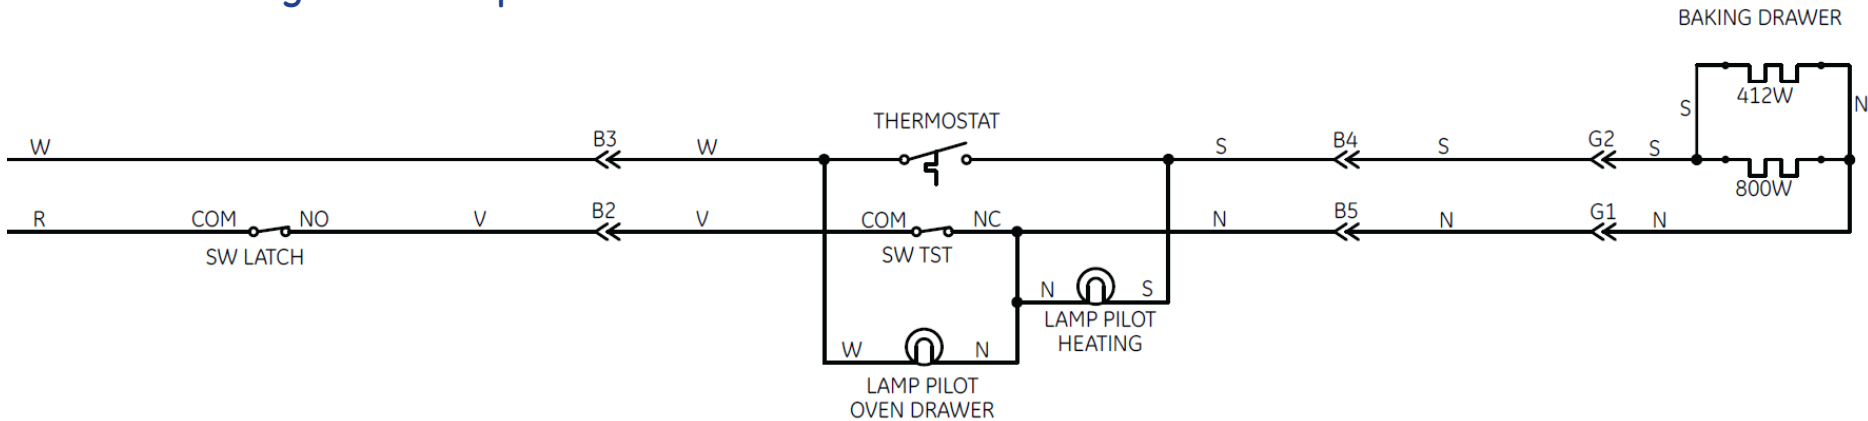 BAKING DRAWER
412W
S
N
THERMOSTAT
W
B3
W
S
B4
S
G2
S
800W
R
COM
NO
V
B2
V
COM
NC
N
B5
N
G1
N
SW LATCH
SW TST
N
S
LAMP PILOT
HEATING
W
N
LAMP PILOT
OVEN DRAWER